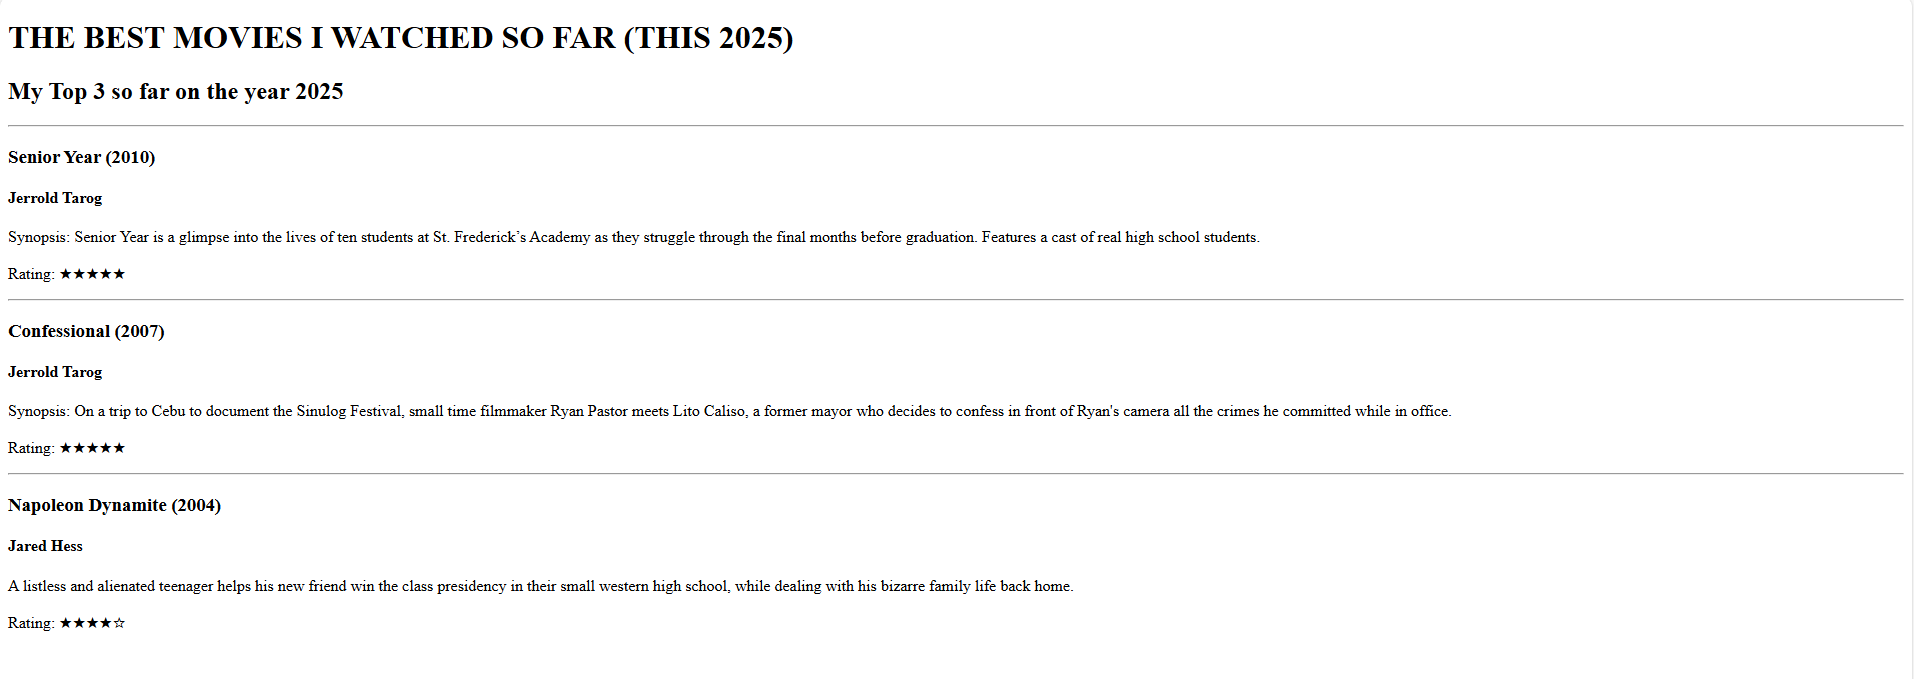 THE BEST MOVIES I WATCHED SO FAR (THIS 2025)
My Top 3 so far on the year 2025
Senior Year (2010)
Jerrold Tarog
Synopsis: Senior Year is a glimpse into the lives of ten students at St. Frederick’s Academy as they struggle through the final months before graduation. Features a cast of real high school students.
Rating: ★★★★★
Confessional (2007)
Jerrold Tarog
Synopsis: On a trip to Cebu to document the Sinulog Festival, small time filmmaker Ryan Pastor meets Lito Caliso, a former mayor who decides to confess in front of Ryan's camera all the crimes he committed while in office.
Rating: ★★★★★
Napoleon Dynamite (2004)
Jared Hess
A listless and alienated teenager helps his new friend win the class presidency in their small western high school, while dealing with his bizarre family life back home.
Rating: ★★★★☆